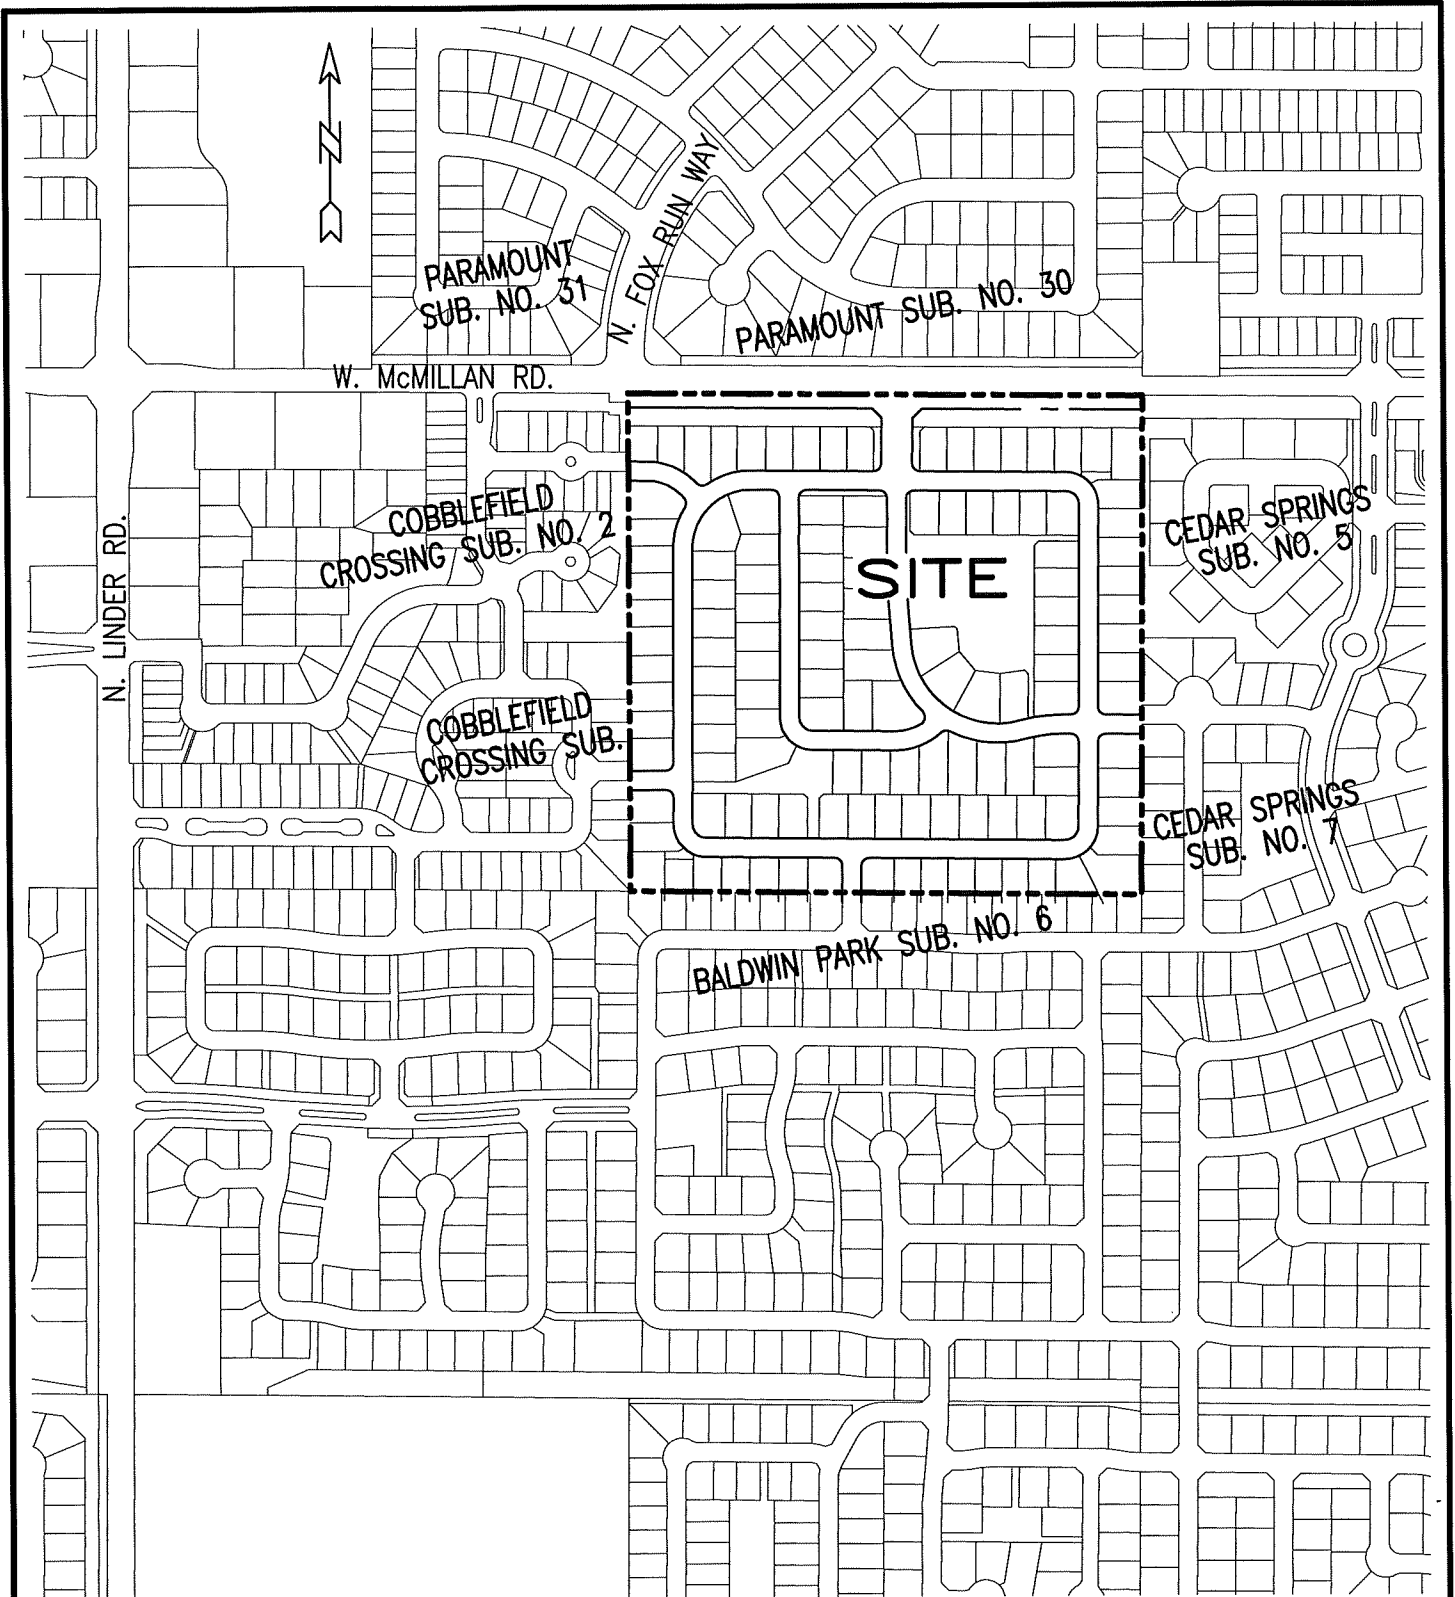 N
N. FOX RUN WAY
PARAMOUNT
SUB. NO. 31
PARAMOUNT SUB. NO. 30
W. McMILLAN RD.
COBBLEFIELD
CROSSING SUB. NO. 2
SITE
CEDAR SPRINGS
SUB. NO. 5
N. LINDER RD.
COBBLEFIELD
CROSSING SUB.
CEDAR SPRINGS
SUB. NO. 7
BALDWIN PARK SUB. NO. 6